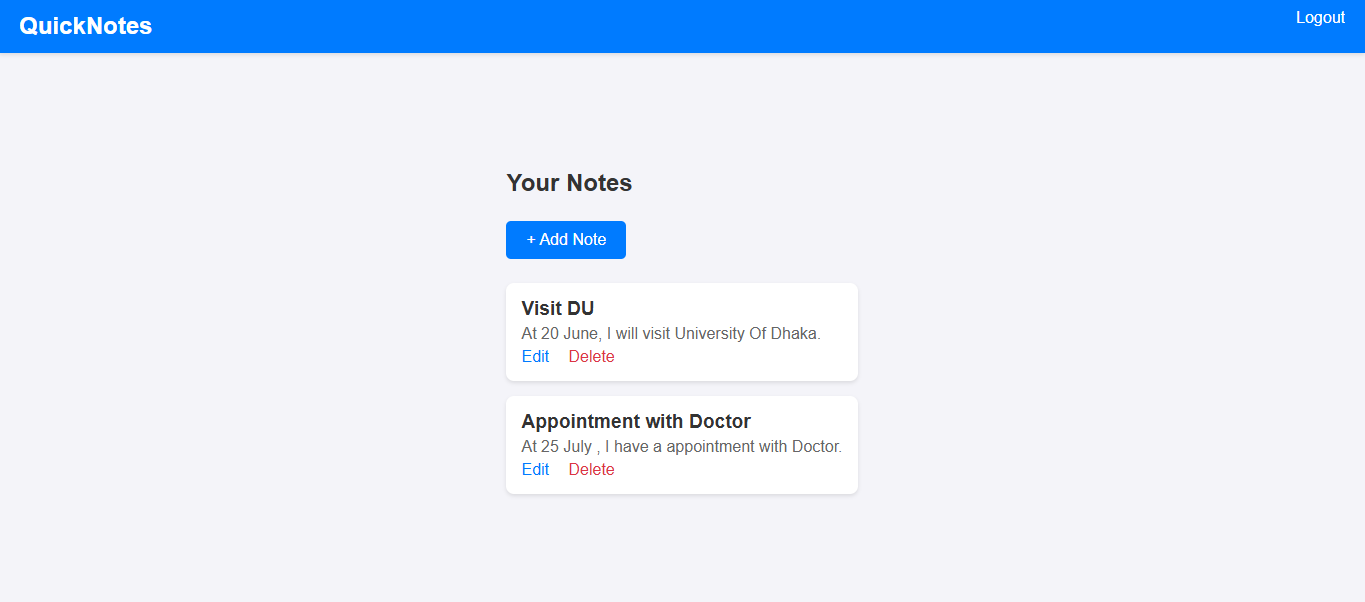 QuickNotes
Logout
Your Notes
+ Add Note
Visit DU
At 20 June, I will visit University Of Dhaka.
Edit Delete
Appointment with Doctor
At 25 July , I have a appointment with Doctor.
Edit Delete